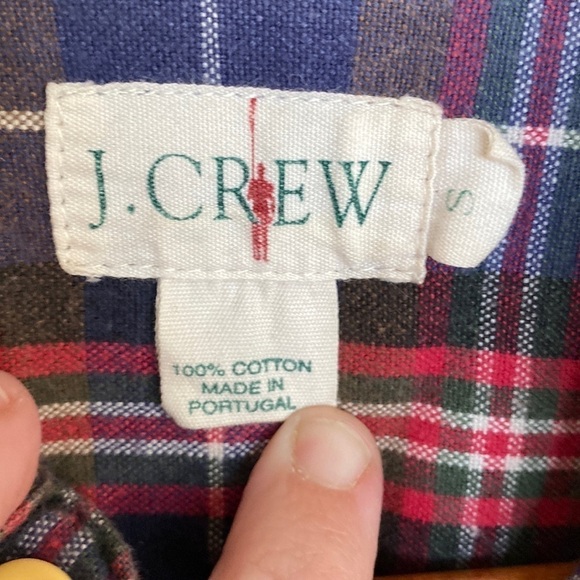 J.CREW
S
100% COTTON
MADE IN
PORTUGAL